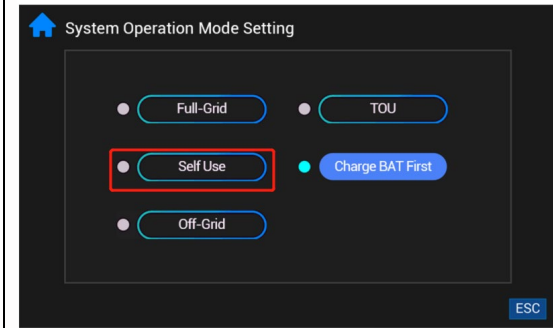 System Operation Mode Setting
Full-Grid
TOU
Self Use
Charge BAT First
Off-Grid
ESC